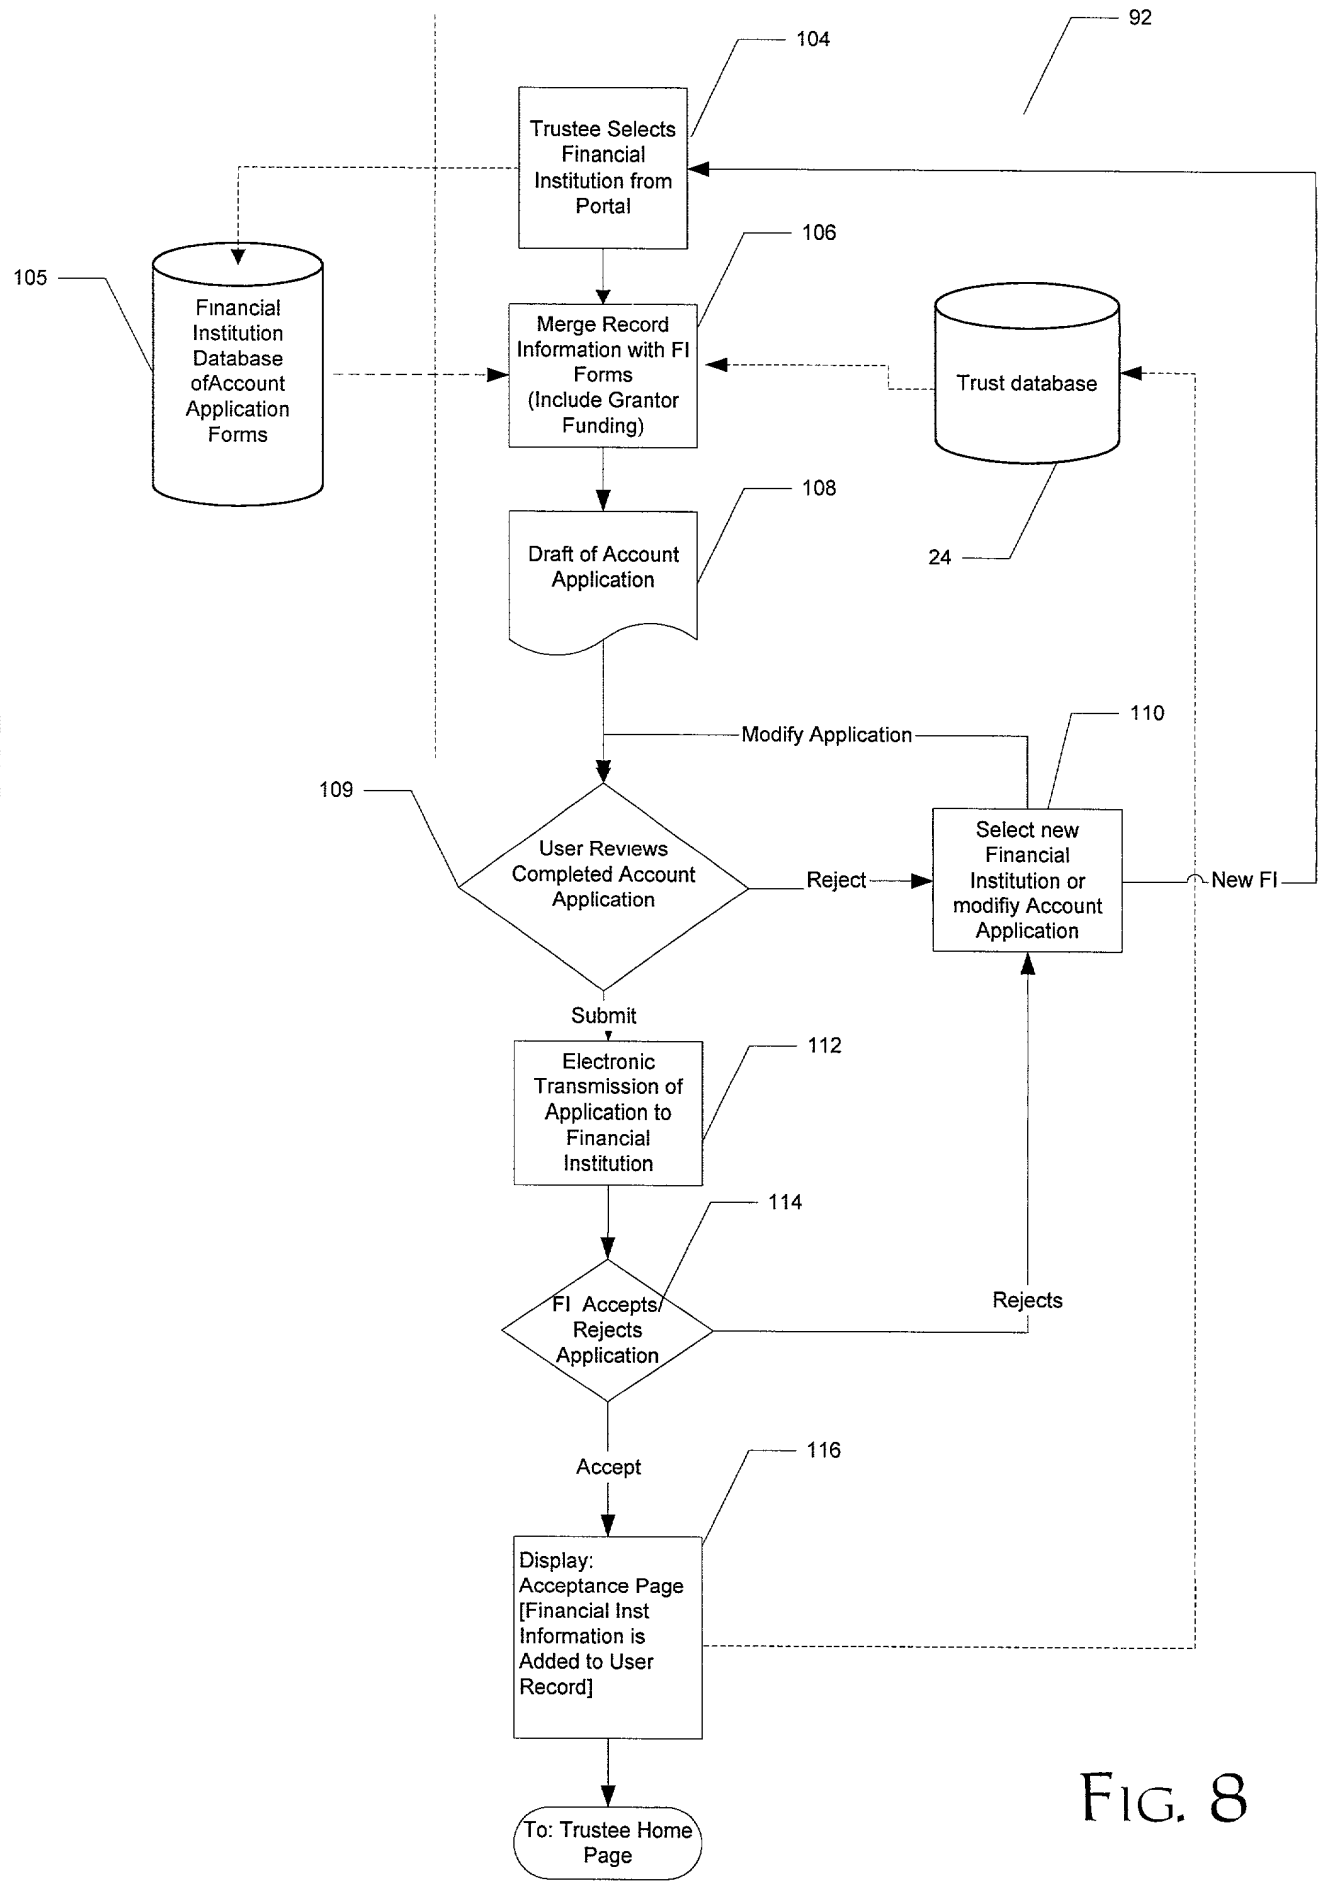 92
104
Trustee Selects
Financial
Institution from
Portal
106
105
Financial
Institution
Database
ofAccount
Application
Forms
Merge Record
Information with FI
Forms
(Include Grantor
Funding)
Trust database
24
108
Draft of Account
Application
110
Modify Application
109
User Reviews
Completed Account
Application
Reject
Select new
Financial
Institution or
modifiy Account
Application
New FI
Submit
112
Electronic
Transmission of
Application to
Financial
Institution
114
FI Accepts/
Rejects
Application
Rejects
Accept
116
Display:
Acceptance Page
[Financial Inst
Information is
Added to User
Record]
To: Trustee Home
Page
FIG. 8